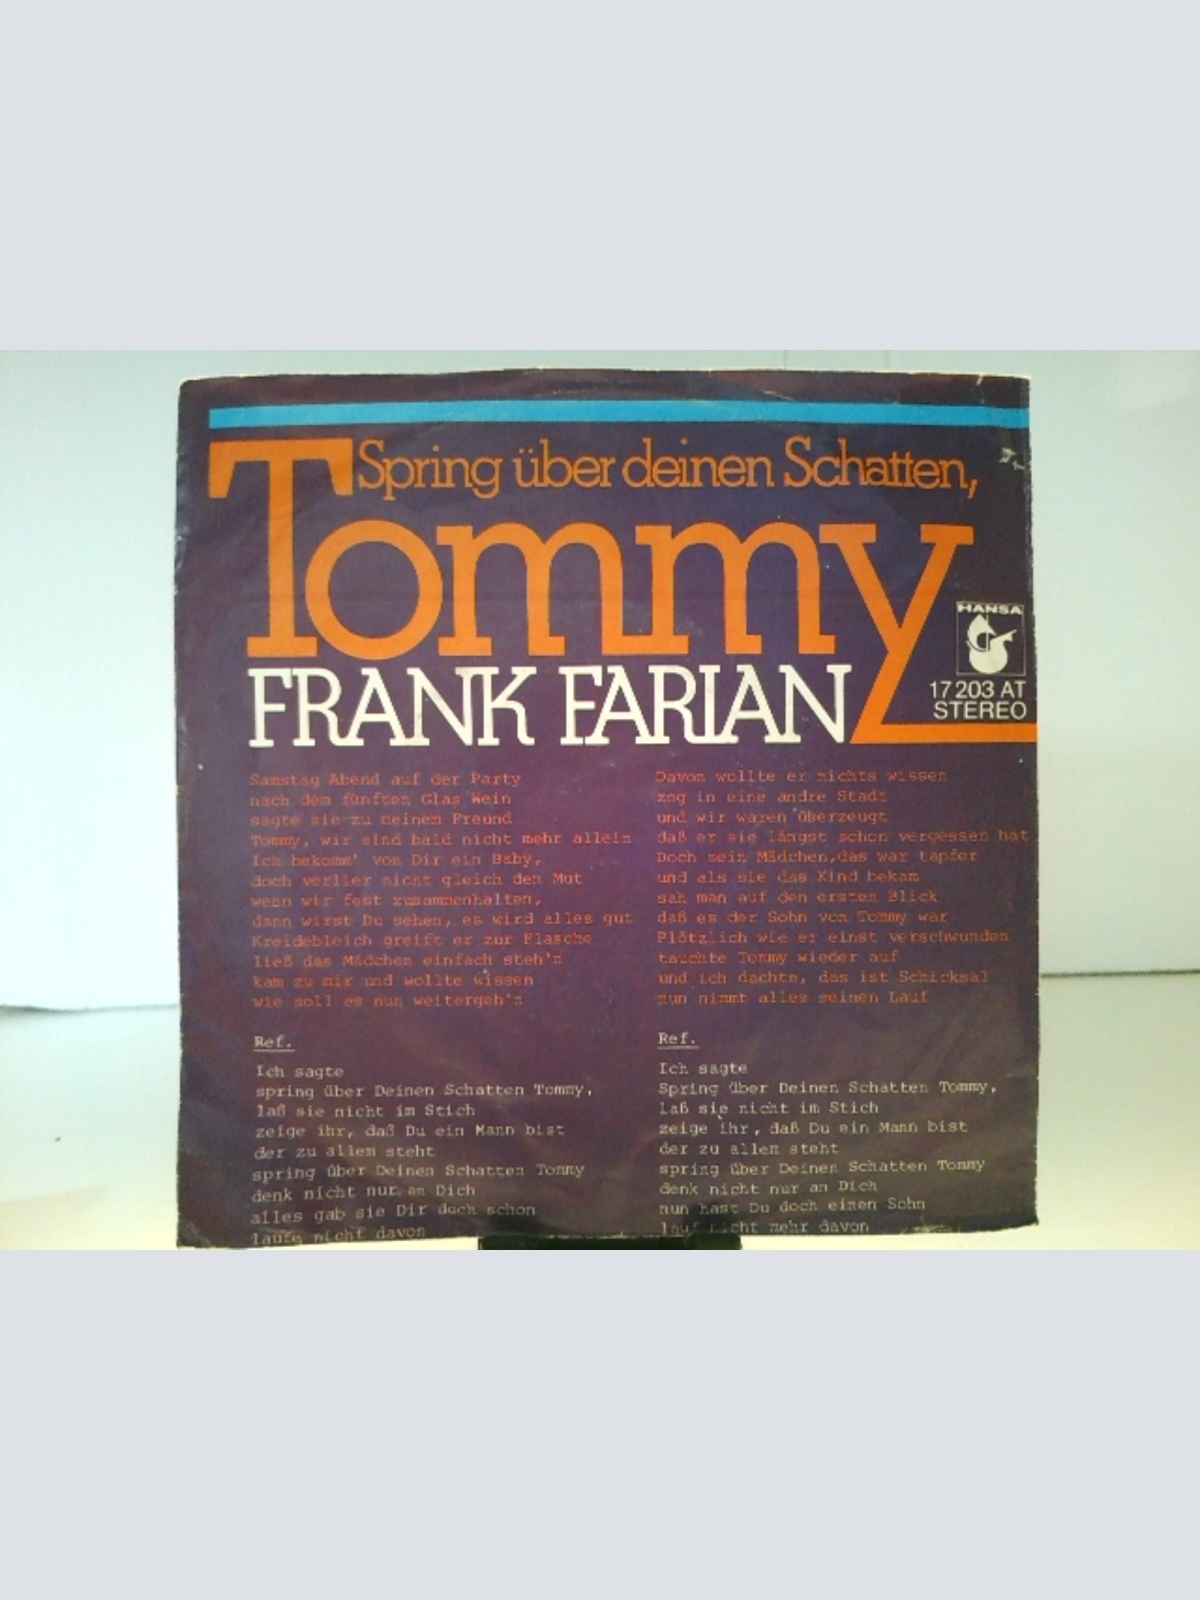 Spring über deinen Schatten,
Tommy
FRANK FARIAN
HANSA
17 203 AT
STEREO
Samstag Abend auf der Party
nach dem fünften Glas Wein
sagte sie zu meinem Freund
Tommy, wir sind bald nicht mehr allein
Ich bekomm' von Dir ein Baby,
doch verlier nicht gleich den Mut
wenn wir fest zusammenhalten,
dann wirst Du sehen, es wird alles gut
Kreidebleich greift er zur Flasche
ließ das Mädchen einfach steh'n
kam zu mir und wollte wissen
wie soll es nun weitergeh'n
Ref.
Ich sagte
spring über Deinen Schatten Tommy,
laß sie nicht im Stich
zeige ihr, daß Du ein Mann bist
der zu allem steht
spring über Deinen Schatten Tommy
denk nicht nur an Dich
alles gab sie Dir doch schon
laufe nicht davon
Davon wollte er nichts wissen
zog in eine andre Stadt
und wir waren überzeugt
daß er sie längst schon vergessen hat
Doch sein Mädchen,das war tapfer
und als sie das Kind bekam
sah man auf den ersten Blick
daß es der Sohn von Tommy war
Plötzlich wie er einst verschwunden
tauchte Tommy wieder auf
und ich dachte, das ist Schicksal
nun nimmt alles seinen Lauf
Ref.
Ich sagte
Spring über Deinen Schatten Tommy,
laß sie nicht im Stich
zeige ihr, daß Du ein Mann bist
der zu allem steht
spring über Deinen Schatten Tommy
denk nicht nur an Dich
nun hast Du doch einen Sohn
lauf nicht mehr davon